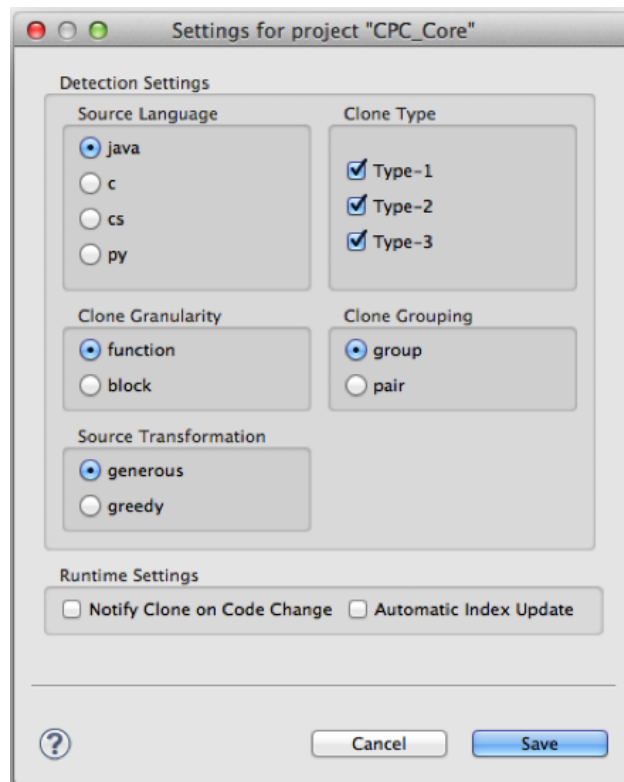 Settings for project "CPC_Core"
Detection Settings
Source Language
java
c
cs
py
Clone Type
Type-1
Type-2
Type-3
Clone Granularity
function
block
Clone Grouping
group
pair
Source Transformation
generous
greedy
Runtime Settings
Notify Clone on Code Change
Automatic Index Update
?
Cancel
Save